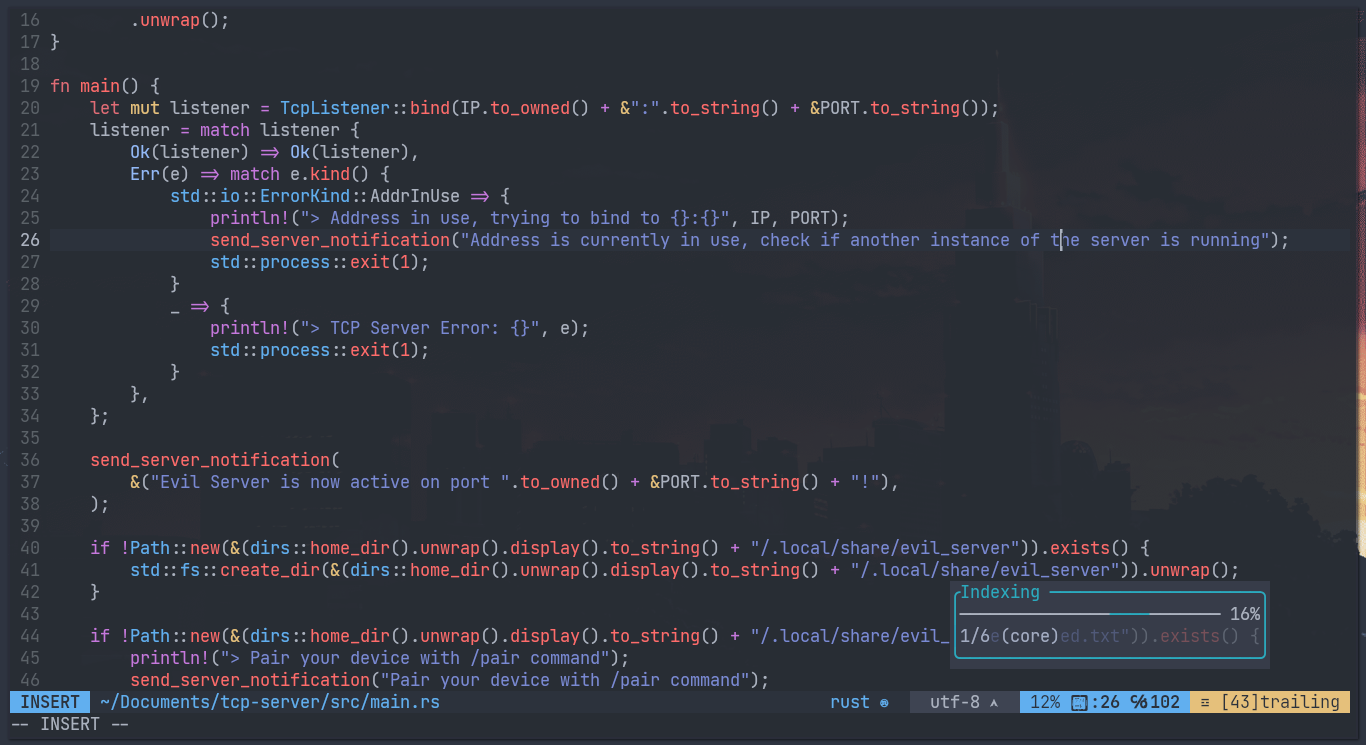 16 .unwrap();
17 }
18
19 fn main() {
20 let mut listener = TcpListener::bind(IP.to_owned() + &":".to_string() + &PORT.to_string());
21 listener = match listener {
22 Ok(listener) => Ok(listener),
23 Err(e) => match e.kind() {
24 std::io::ErrorKind::AddrInUse => {
25 println!("> Address in use, trying to bind to {}:{}", IP, PORT);
26 send_server_notification("Address is currently in use, check if another instance of the server is running");
27 std::process::exit(1);
28 }
29 _ => {
30 println!("> TCP Server Error: {}", e);
31 std::process::exit(1);
32 }
33 },
34 };
35
36 send_server_notification(
37 &("Evil Server is now active on port ".to_owned() + &PORT.to_string() + "!"),
38 );
39
40 if !Path::new(&(dirs::home_dir().unwrap().display().to_string() + "/.local/share/evil_server")).exists() {
41 std::fs::create_dir(&(dirs::home_dir().unwrap().display().to_string() + "/.local/share/evil_server")).unwrap();
42 }
Indexing
43
16%
44 if !Path::new(&(dirs::home_dir().unwrap().display().to_string() + "/.local/share/evil_
1/6e(core)ed.txt")).exists() {
45 println!("> Pair your device with /pair command");
46 send_server_notification("Pair your device with /pair command");
INSERT ~/Documents/tcp-server/src/main.rs rust utf-8 12% :26 ℅102 [43]trailing
-- INSERT --